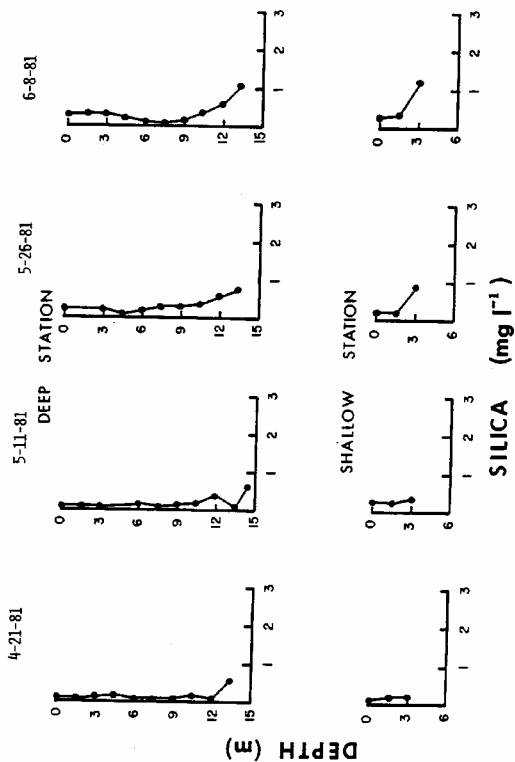 4-21-81 5-11-81 5-26-81 6-8-81
DEEP STATION
0 0 0 0
3 3 3 3
6 6 6 6
9 9 9 9
12 12 12 12
15 15 15 15
1 2 3 1 2 3 1 2 3 1 2 3
DEPTH (m)
SHALLOW STATION
0 0 0 0
3 3 3 3
6 6 6 6
1 2 3 1 2 3 1 2 3 1 2 3
SILICA (mg l⁻¹)